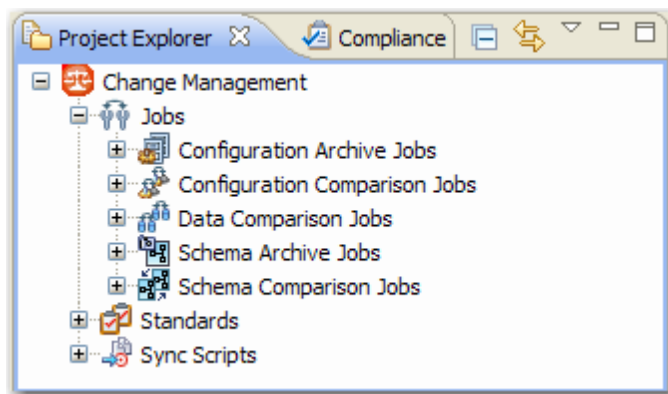 Project Explorer Compliance
Change Management
Jobs
Configuration Archive Jobs
Configuration Comparison Jobs
Data Comparison Jobs
Schema Archive Jobs
Schema Comparison Jobs
Standards
Sync Scripts